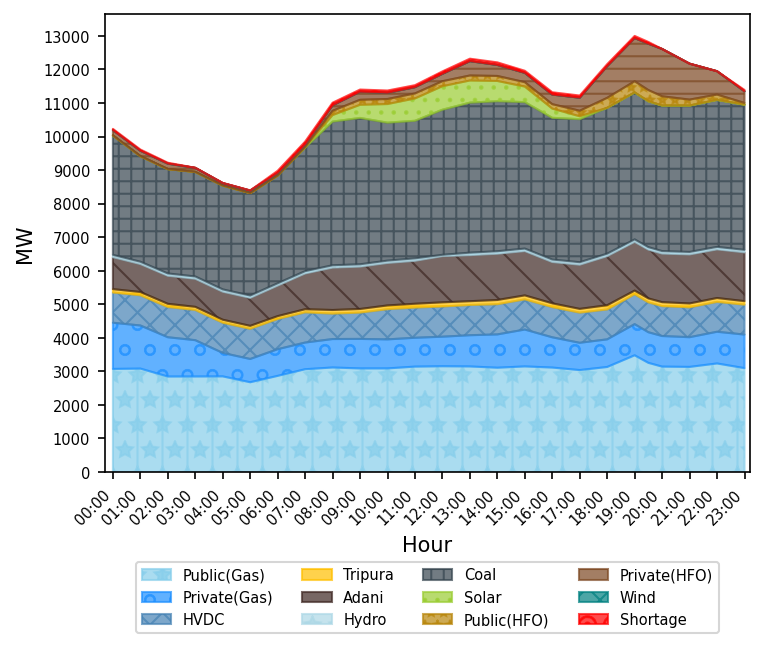 MW
13000
12000
11000
10000
9000
8000
7000
6000
5000
4000
3000
2000
1000
0
00:00 01:00 02:00 03:00 04:00 05:00 06:00 07:00 08:00 09:00 10:00 11:00 12:00 13:00 14:00 15:00 16:00 17:00 18:00 19:00 20:00 21:00 22:00 23:00
Hour
Public(Gas) Tripura Coal Private(HFO)
Private(Gas) Adani Solar Wind
HVDC Hydro Public(HFO) Shortage